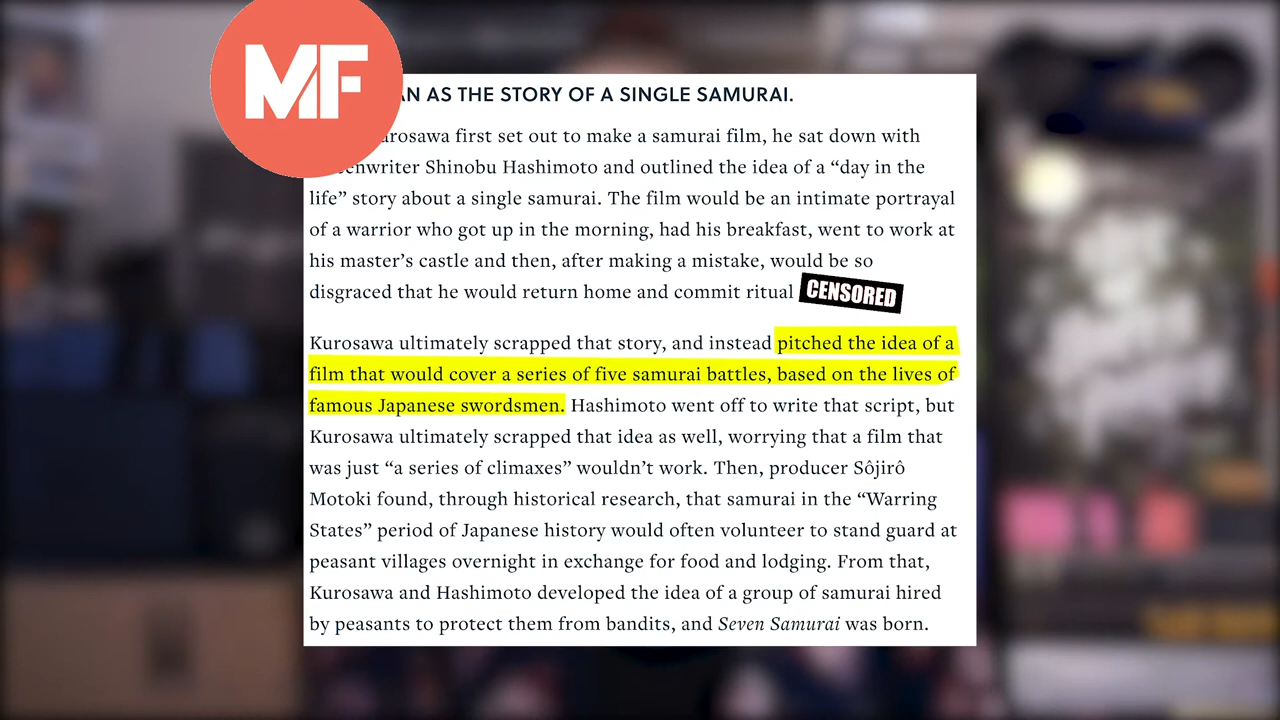 MF
AN AS THE STORY OF A SINGLE SAMURAI.
urosawa first set out to make a samurai film, he sat down with
enwriter Shinobu Hashimoto and outlined the idea of a “day in the
life” story about a single samurai. The film would be an intimate portrayal
of a warrior who got up in the morning, had his breakfast, went to work at
his master’s castle and then, after making a mistake, would be so
disgraced that he would return home and commit ritual CENSORED
Kurosawa ultimately scrapped that story, and instead pitched the idea of a
film that would cover a series of five samurai battles, based on the lives of
famous Japanese swordsmen. Hashimoto went off to write that script, but
Kurosawa ultimately scrapped that idea as well, worrying that a film that
was just “a series of climaxes” wouldn’t work. Then, producer Sôjirô
Motoki found, through historical research, that samurai in the “Warring
States” period of Japanese history would often volunteer to stand guard at
peasant villages overnight in exchange for food and lodging. From that,
Kurosawa and Hashimoto developed the idea of a group of samurai hired
by peasants to protect them from bandits, and Seven Samurai was born.